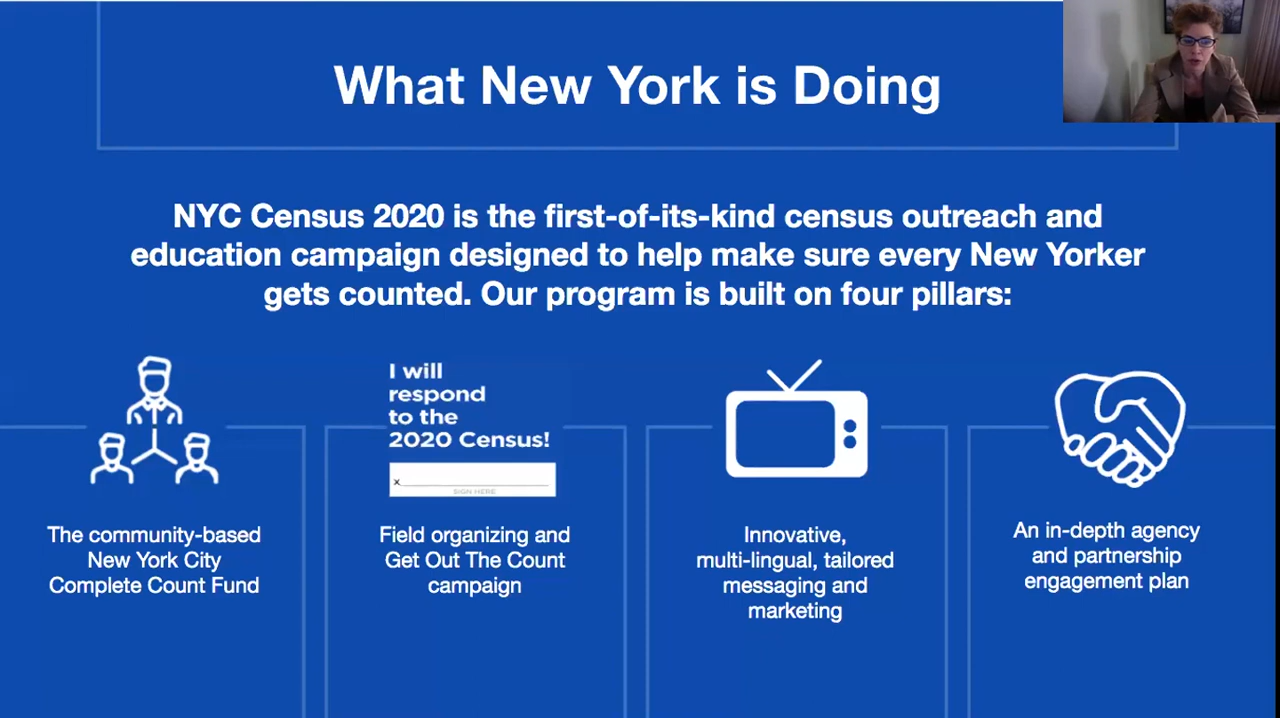 What New York is Doing
NYC Census 2020 is the first-of-its-kind census outreach and
education campaign designed to help make sure every New Yorker
gets counted. Our program is built on four pillars:
I will
respond
to the
2020 Census!
x
SIGN HERE
The community-based
New York City
Complete Count Fund
Field organizing and
Get Out The Count
campaign
Innovative,
multi-lingual, tailored
messaging and
marketing
An in-depth agency
and partnership
engagement plan